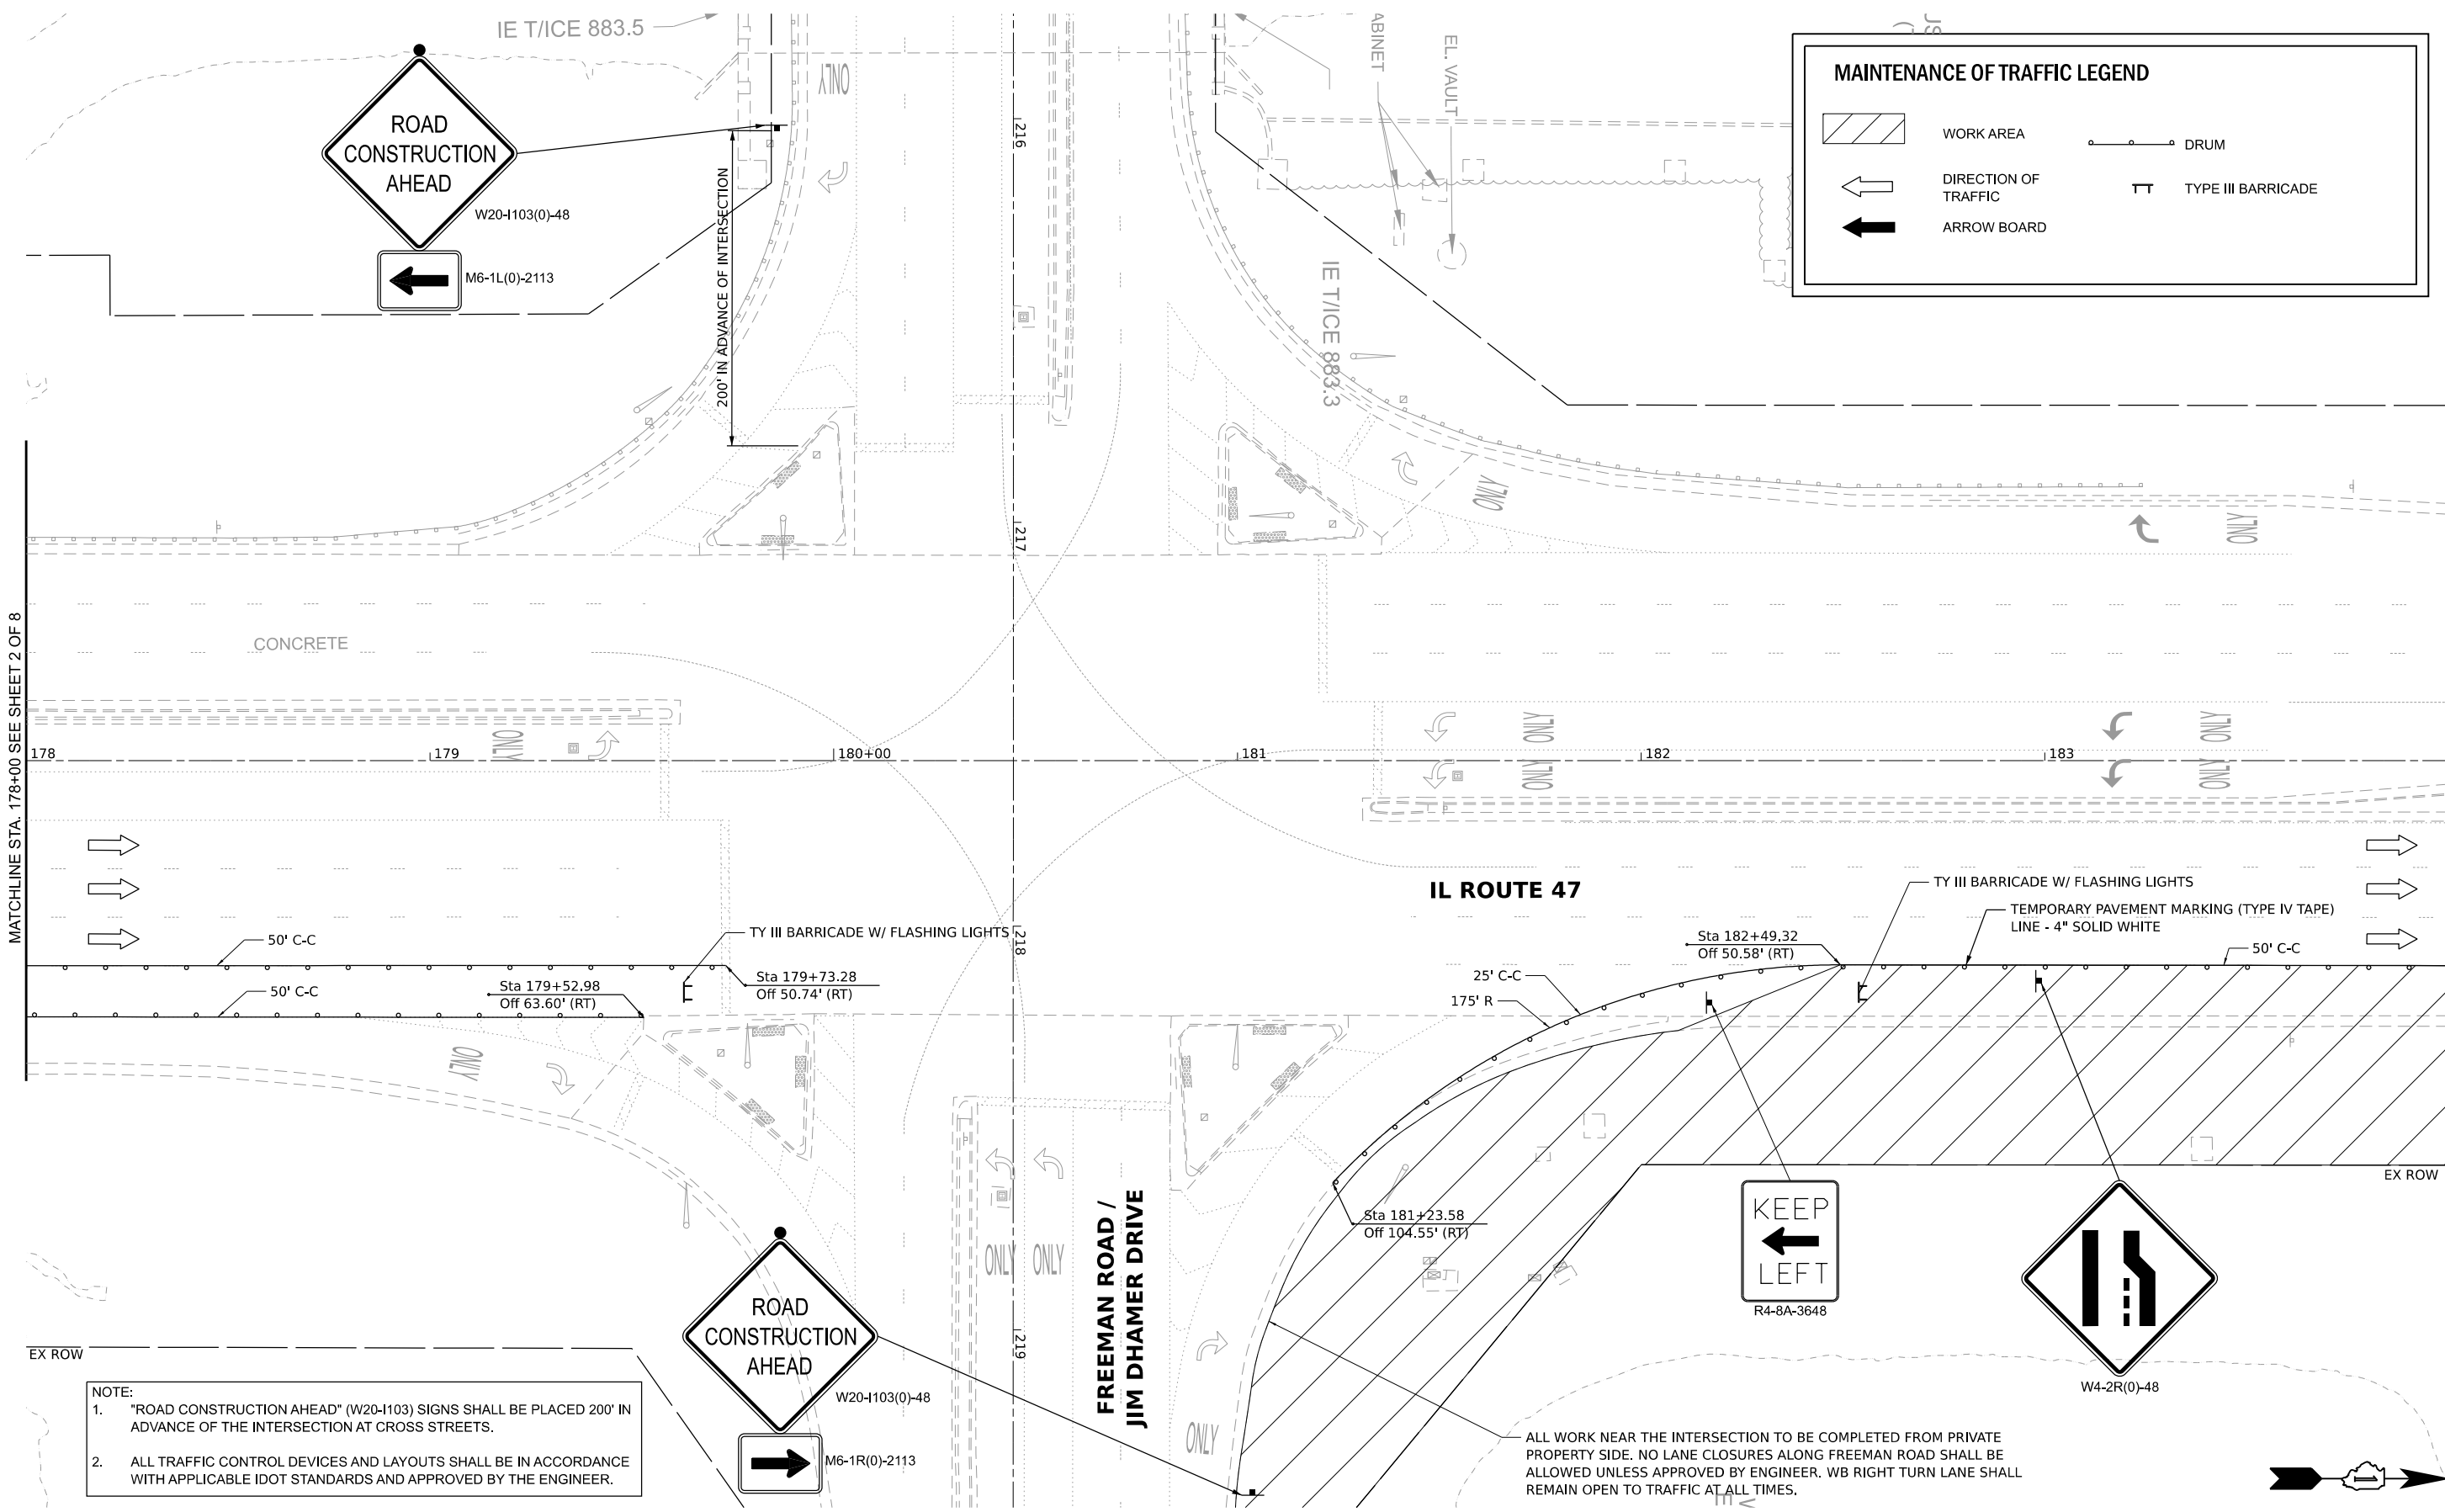 IE T/ICE 883.5
ROAD
CONSTRUCTION
AHEAD
W20-I103(0)-48
M6-1L(0)-2113
200' IN ADVANCE OF INTERSECTION
ONLY
216
ABINET
EL. VAULT
IE T/ICE 883.3
MAINTENANCE OF TRAFFIC LEGEND
WORK AREA
DRUM
DIRECTION OF
TRAFFIC
TYPE III BARRICADE
ARROW BOARD
ONLY
ONLY
217
MATCHLINE STA. 178+00 SEE SHEET 2 OF 8
CONCRETE
ONLY
ONLY
ONLY
178
179
180+00
181
182
183
ONLY
ONLY
IL ROUTE 47
TY III BARRICADE W/ FLASHING LIGHTS
TEMPORARY PAVEMENT MARKING (TYPE IV TAPE)
LINE - 4" SOLID WHITE
50' C-C
TY III BARRICADE W/ FLASHING LIGHTS
218
50' C-C
Sta 182+49.32
Off 50.58' (RT)
Sta 179+73.28
Off 50.74' (RT)
25' C-C
175' R
50' C-C
Sta 179+52.98
Off 63.60' (RT)
ONLY
EX ROW
Sta 181+23.58
Off 104.55' (RT)
KEEP
LEFT
R4-8A-3648
W4-2R(0)-48
ONLY
ONLY
FREEMAN ROAD /
JIM DHAMER DRIVE
219
ROAD
CONSTRUCTION
AHEAD
W20-I103(0)-48
M6-1R(0)-2113
EX ROW
NOTE:
1. "ROAD CONSTRUCTION AHEAD" (W20-I103) SIGNS SHALL BE PLACED 200' IN
ADVANCE OF THE INTERSECTION AT CROSS STREETS.
2. ALL TRAFFIC CONTROL DEVICES AND LAYOUTS SHALL BE IN ACCORDANCE
WITH APPLICABLE IDOT STANDARDS AND APPROVED BY THE ENGINEER.
ONLY
ALL WORK NEAR THE INTERSECTION TO BE COMPLETED FROM PRIVATE
PROPERTY SIDE. NO LANE CLOSURES ALONG FREEMAN ROAD SHALL BE
ALLOWED UNLESS APPROVED BY ENGINEER. WB RIGHT TURN LANE SHALL
REMAIN OPEN TO TRAFFIC AT ALL TIMES.